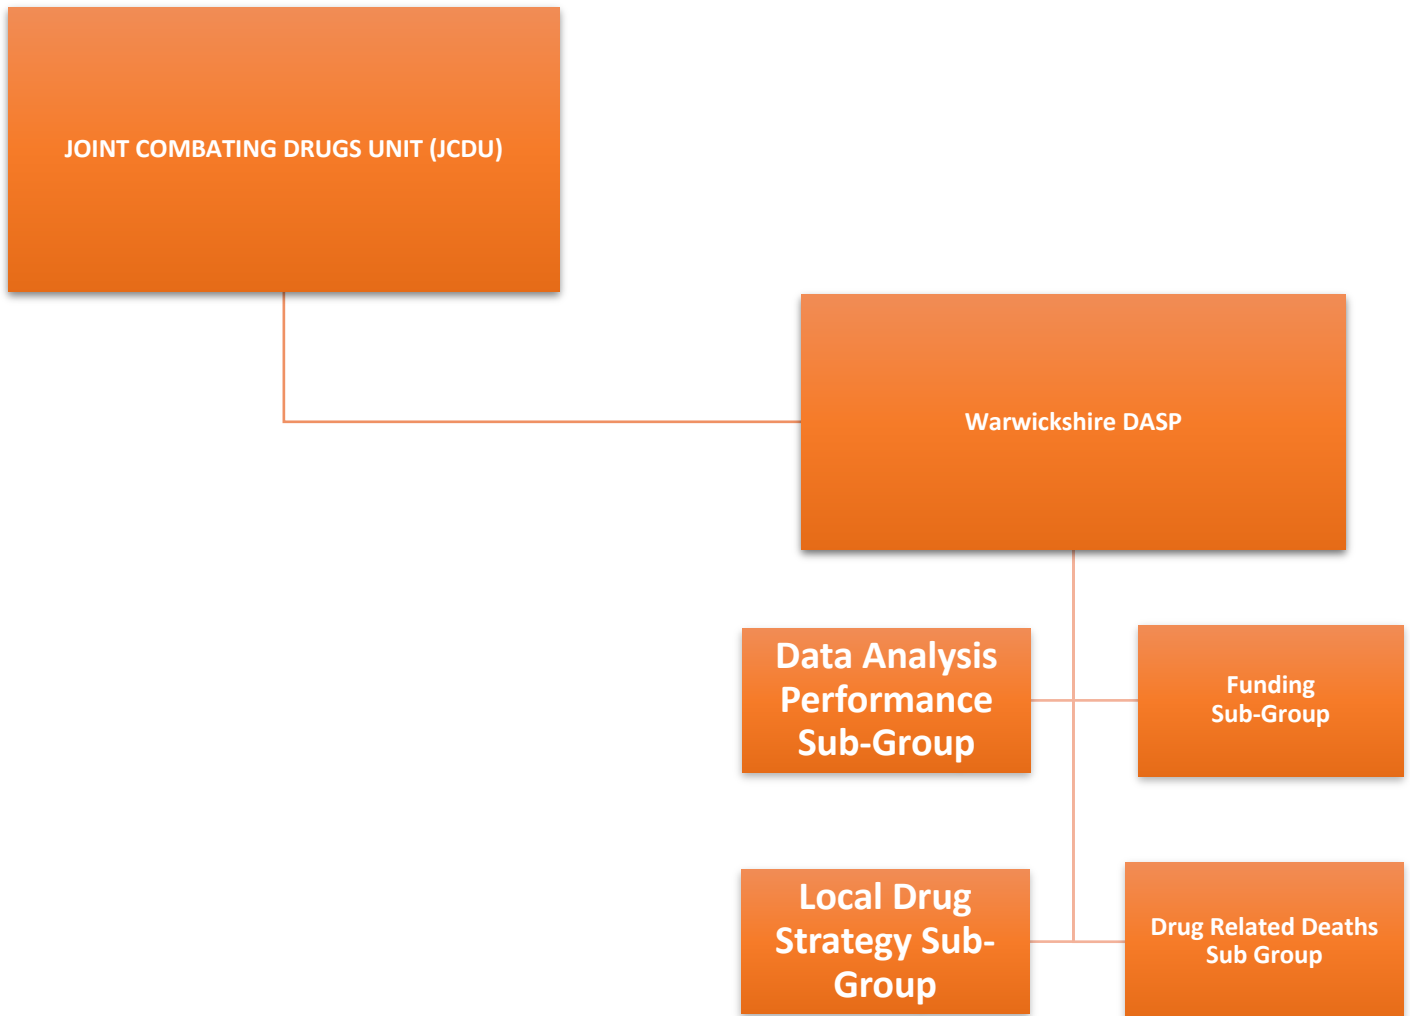 JOINT COMBATING DRUGS UNIT (JCDU)
Warwickshire DASP
Data Analysis
Performance
Sub-Group
Funding
Sub-Group
Local Drug
Strategy Sub-
Group
Drug Related Deaths
Sub Group